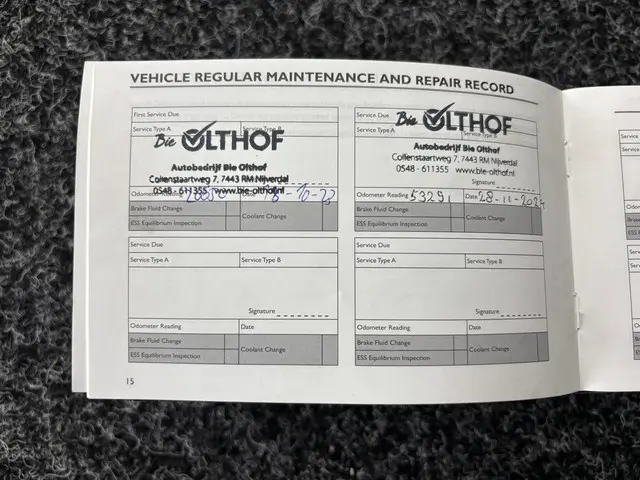 VEHICLE REGULAR MAINTENANCE AND REPAIR RECORD
First Service Due
Service Type A Service Type B
Bie OLTHOF
Autobedrijf Bie Olthof
Collenstaartweg 7, 7443 RM Nijverdal
0548 - 611355 www.bie-olthof.nl
Odometer Reading Date
Brake Fluid Change
Coolant Change
ESS Equilibrium Inspection
Service Due
Service Type A Service Type B
Bie OLTHOF
Autobedrijf Bie Olthof
Collenstaartweg 7, 7443 RM Nijverdal
0548 - 611355 www.bie-olthof.nl
Signature
Odometer Reading 53291 Date 28-11-2024
Brake Fluid Change
Coolant Change
ESS Equilibrium Inspection
Service Due
Service Type A Service Type B
Signature
Odometer Reading Date
Brake Fluid Change
Coolant Change
ESS Equilibrium Inspection
Service Due
Service Type A Service Type B
Signature
Odometer Reading Date
Brake Fluid Change
Coolant Change
ESS Equilibrium Inspection
15